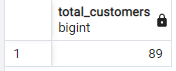 total_customers
bigint
1 89